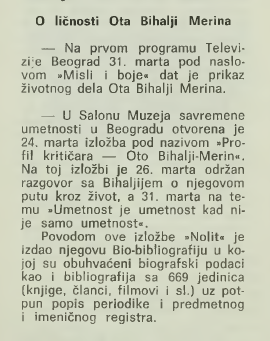 O ličnosti Ota Bihalji Merina
— Na prvom programu Televi-
zije Beograd 31. marta pod naslo-
vom »Misli i boje« dat je prikaz
životnog dela Ota Bihalji Merina.
— U Salonu Muzeja savremene
umetnosti u Beogradu otvorena je
24. marta izložba pod nazivom »Pro-
fil kritičara — Oto Bihalji-Merin«.
Na toj izložbi je 26. marta održan
razgovor sa Bihaljijem o njegovom
putu kroz život, a 31. marta na te-
mu »Umetnost je umetnost kad ni-
je samo umetnost«.
Povodom ove izložbe »Nolit« je
izdao njegovu Bio-bibliografiju u ko-
joj su obuhvaćeni biografski podaci
kao i bibliografija sa 669 jedinica
(knjige, članci, filmovi i sl.) uz pot-
pun popis periodike i predmetnog
i imeničnog registra.